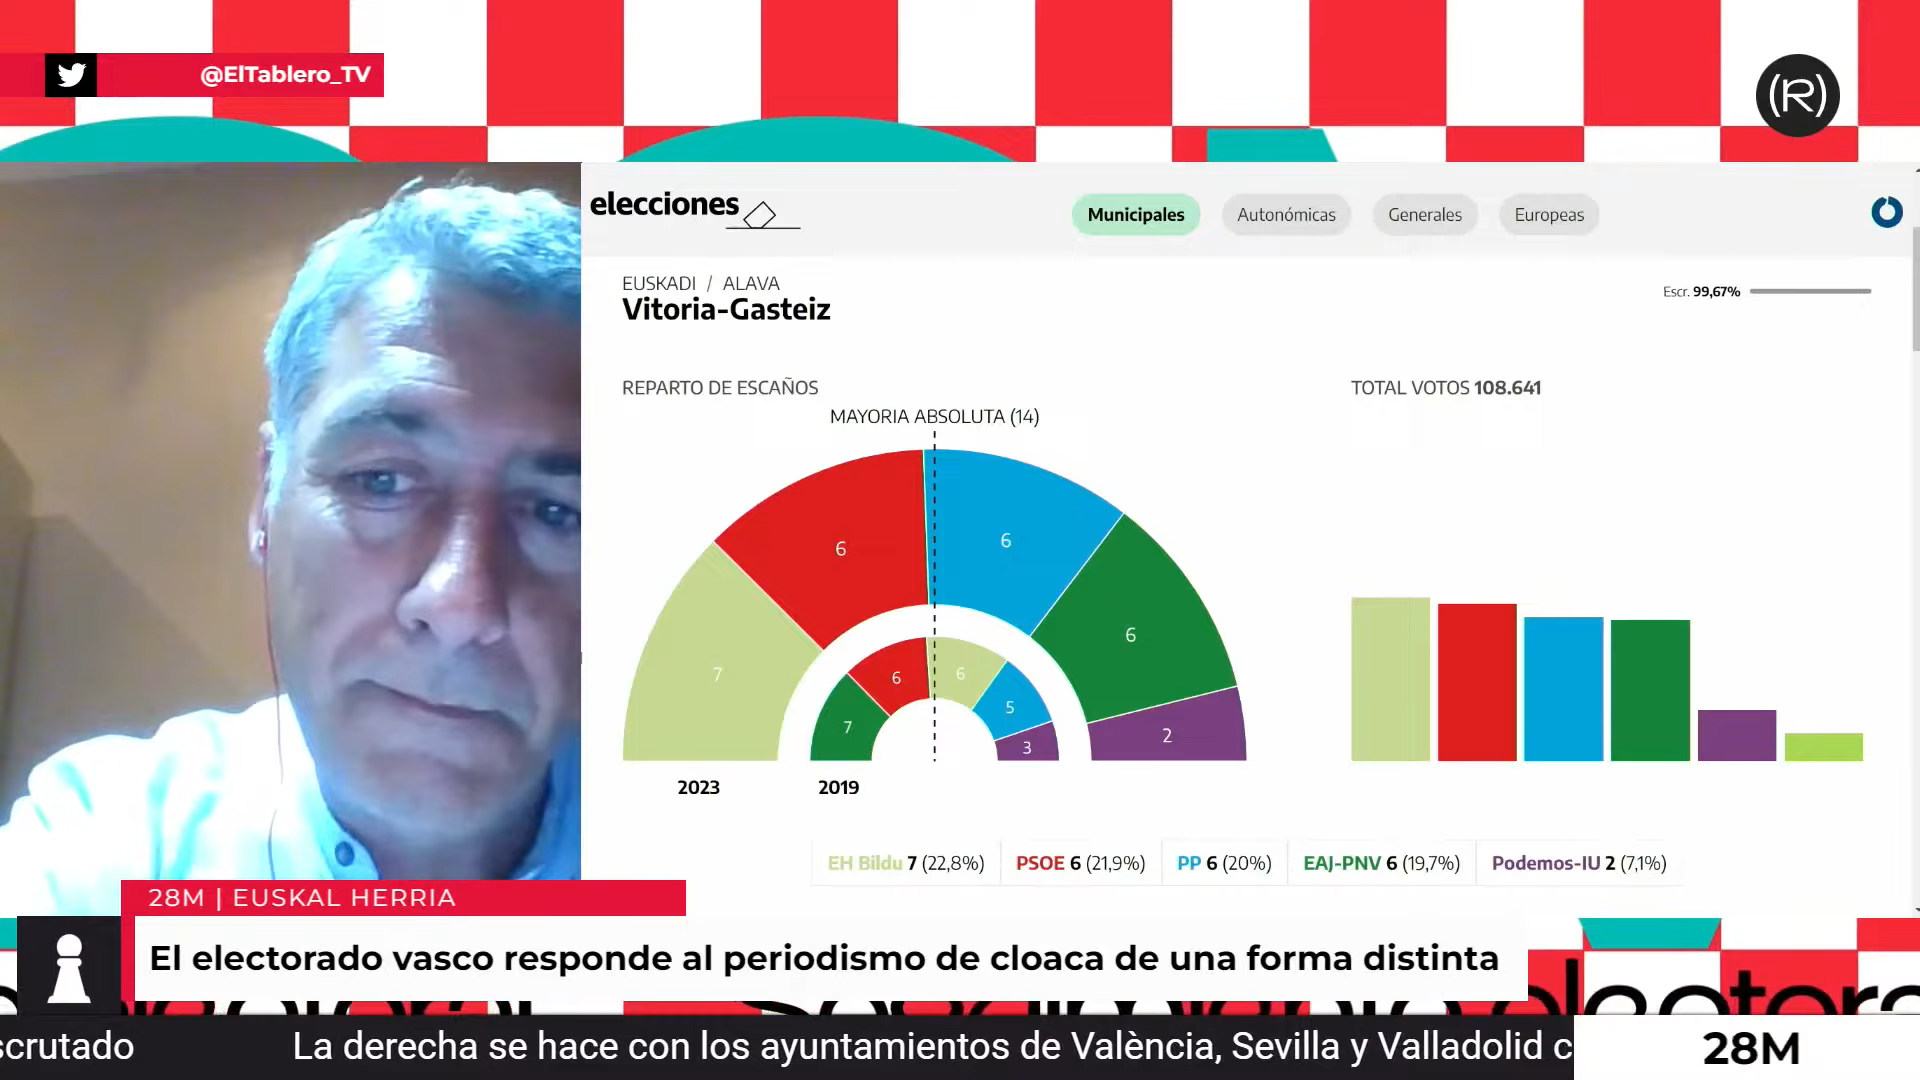 @ElTablero_TV
(R)
elecciones
Municipales
Autonómicas
Generales
Europeas
EUSKADI / ALAVA
Vitoria-Gasteiz
Escr. 99,67%
REPARTO DE ESCAÑOS
TOTAL VOTOS 108.641
MAYORIA ABSOLUTA (14)
6
6
7
6
2
6
6
7
5
3
2023
2019
EH Bildu 7 (22,8%)
PSOE 6 (21,9%)
PP 6 (20%)
EAJ-PNV 6 (19,7%)
Podemos-IU 2 (7,1%)
28M | EUSKAL HERRIA
El electorado vasco responde al periodismo de cloaca de una forma distinta
scrutado
La derecha se hace con los ayuntamientos de València, Sevilla y Valladolid c
28M